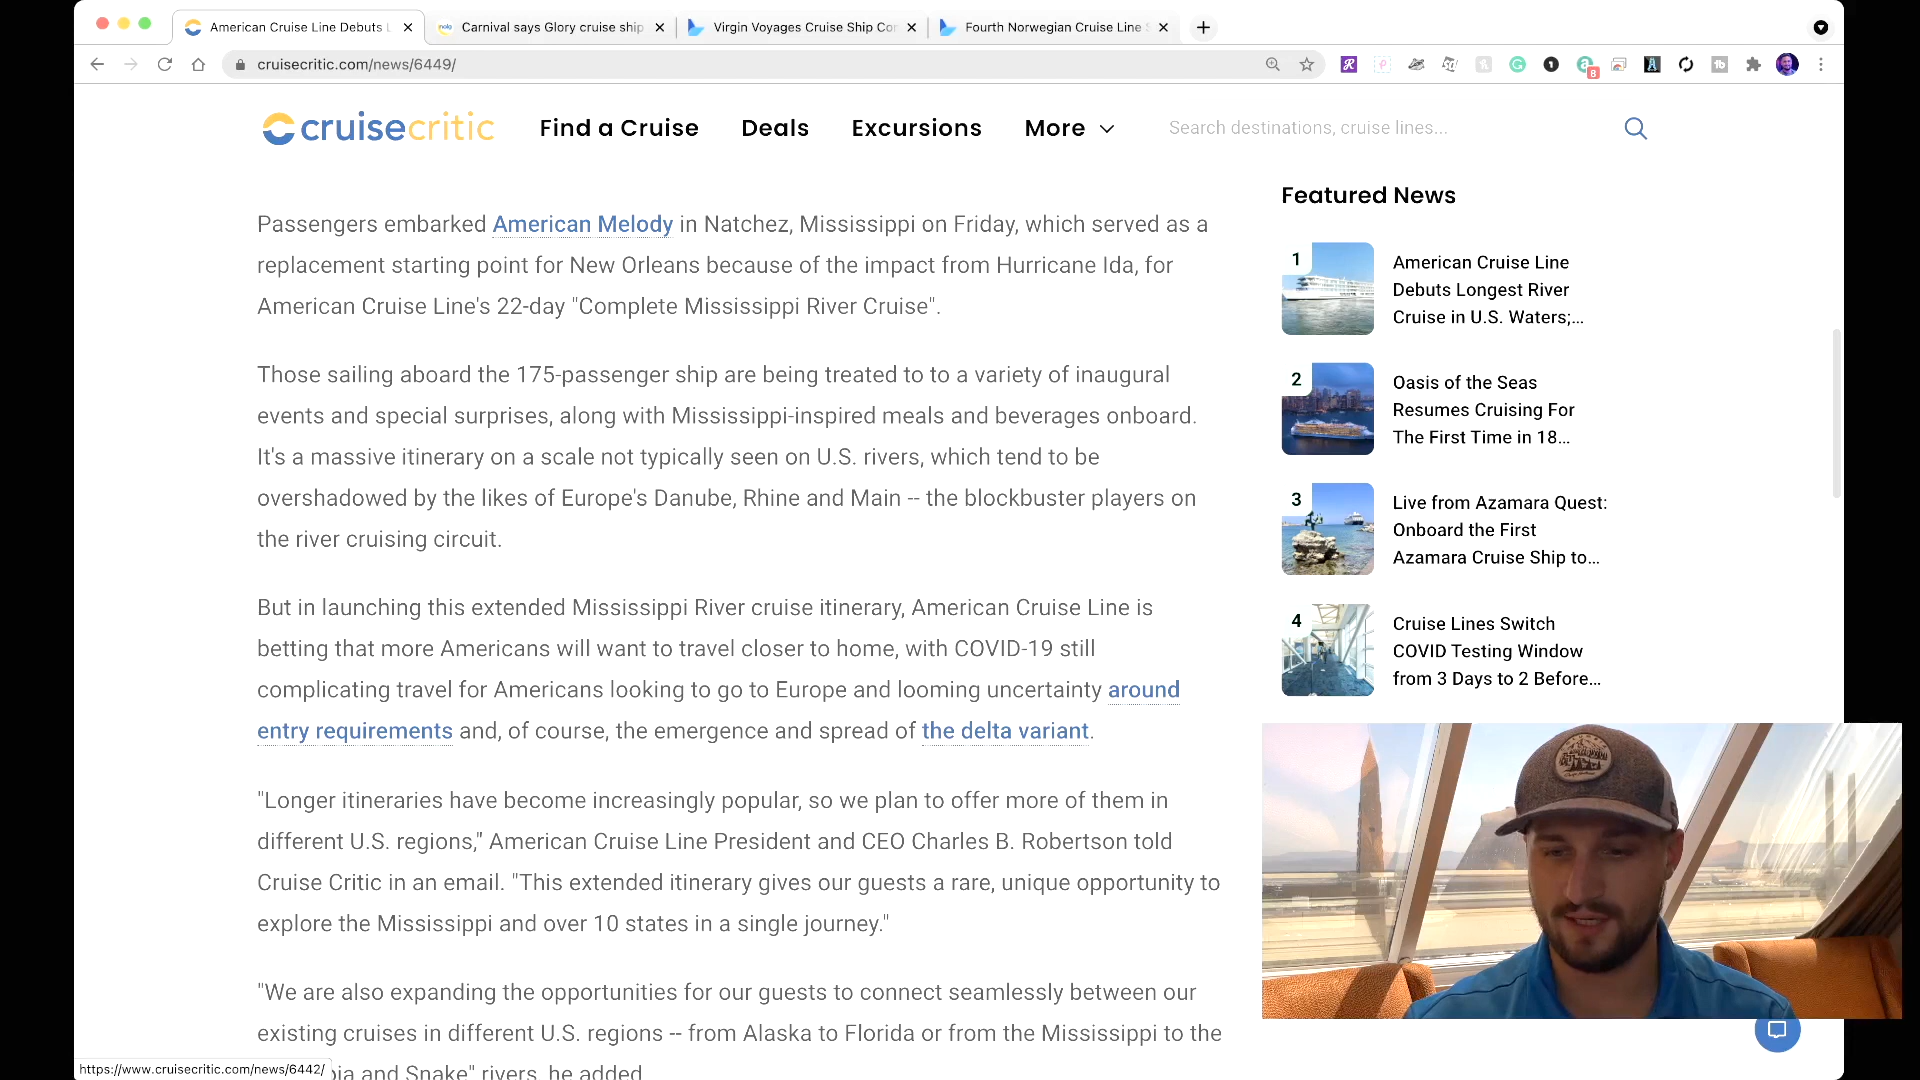 American Cruise Line Debuts L
Carnival says Glory cruise ship
Virgin Voyages Cruise Ship Cor
Fourth Norwegian Cruise Line S
cruisecritic.com/news/6449/
8
cruisecritic
Find a Cruise
Deals
Excursions
More
Search destinations, cruise lines...
Passengers embarked American Melody in Natchez, Mississippi on Friday, which served as a
replacement starting point for New Orleans because of the impact from Hurricane Ida, for
American Cruise Line's 22-day "Complete Mississippi River Cruise".
Those sailing aboard the 175-passenger ship are being treated to to a variety of inaugural
events and special surprises, along with Mississippi-inspired meals and beverages onboard.
It's a massive itinerary on a scale not typically seen on U.S. rivers, which tend to be
overshadowed by the likes of Europe's Danube, Rhine and Main -- the blockbuster players on
the river cruising circuit.
But in launching this extended Mississippi River cruise itinerary, American Cruise Line is
betting that more Americans will want to travel closer to home, with COVID-19 still
complicating travel for Americans looking to go to Europe and looming uncertainty around
entry requirements and, of course, the emergence and spread of the delta variant.
"Longer itineraries have become increasingly popular, so we plan to offer more of them in
different U.S. regions," American Cruise Line President and CEO Charles B. Robertson told
Cruise Critic in an email. "This extended itinerary gives our guests a rare, unique opportunity to
explore the Mississippi and over 10 states in a single journey."
"We are also expanding the opportunities for our guests to connect seamlessly between our
existing cruises in different U.S. regions -- from Alaska to Florida or from the Mississippi to the
bia and Snake" rivers, he added
Featured News
1
American Cruise Line
Debuts Longest River
Cruise in U.S. Waters;...
2
Oasis of the Seas
Resumes Cruising For
The First Time in 18...
3
Live from Azamara Quest:
Onboard the First
Azamara Cruise Ship to...
4
Cruise Lines Switch
COVID Testing Window
from 3 Days to 2 Before...
https://www.cruisecritic.com/news/6442/